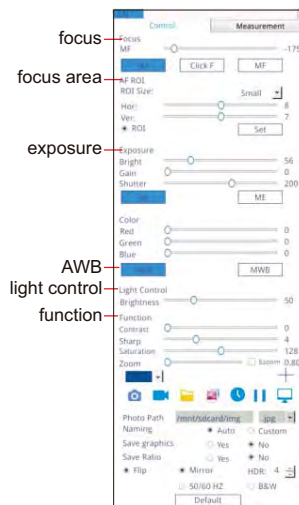 Control Measurement
focus Focus
MF -175
Click F MF
focus area AF ROI
ROI Size: Small
Hor: 8
Ver: 7
ROI Set
exposure Exposure
Bright 56
Gain 0
Shutter 200
ME
Color
Red 0
Green 0
Blue 0
AWB MWB
light control Light Control
Brightness 50
function Function
Contrast 0
Sharp 4
Saturation 128
Zoom 0.80
Photo Path /mnt/sdcard/img jpg
Naming Auto Custom
Save graphics Yes No
Save Ratio Yes No
Flip Mirror HDR: 4
50/60 HZ B&W
Default